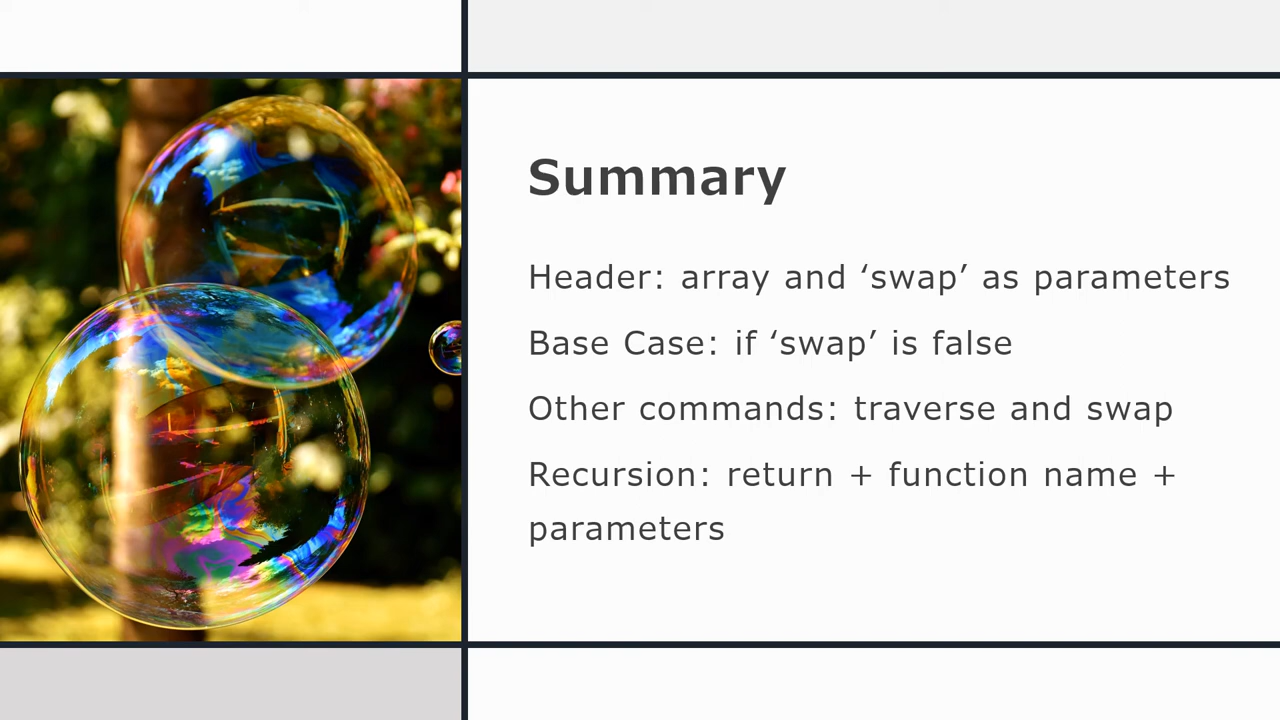 Summary
Header: array and ‘swap’ as parameters
Base Case: if ‘swap’ is false
Other commands: traverse and swap
Recursion: return + function name +
parameters